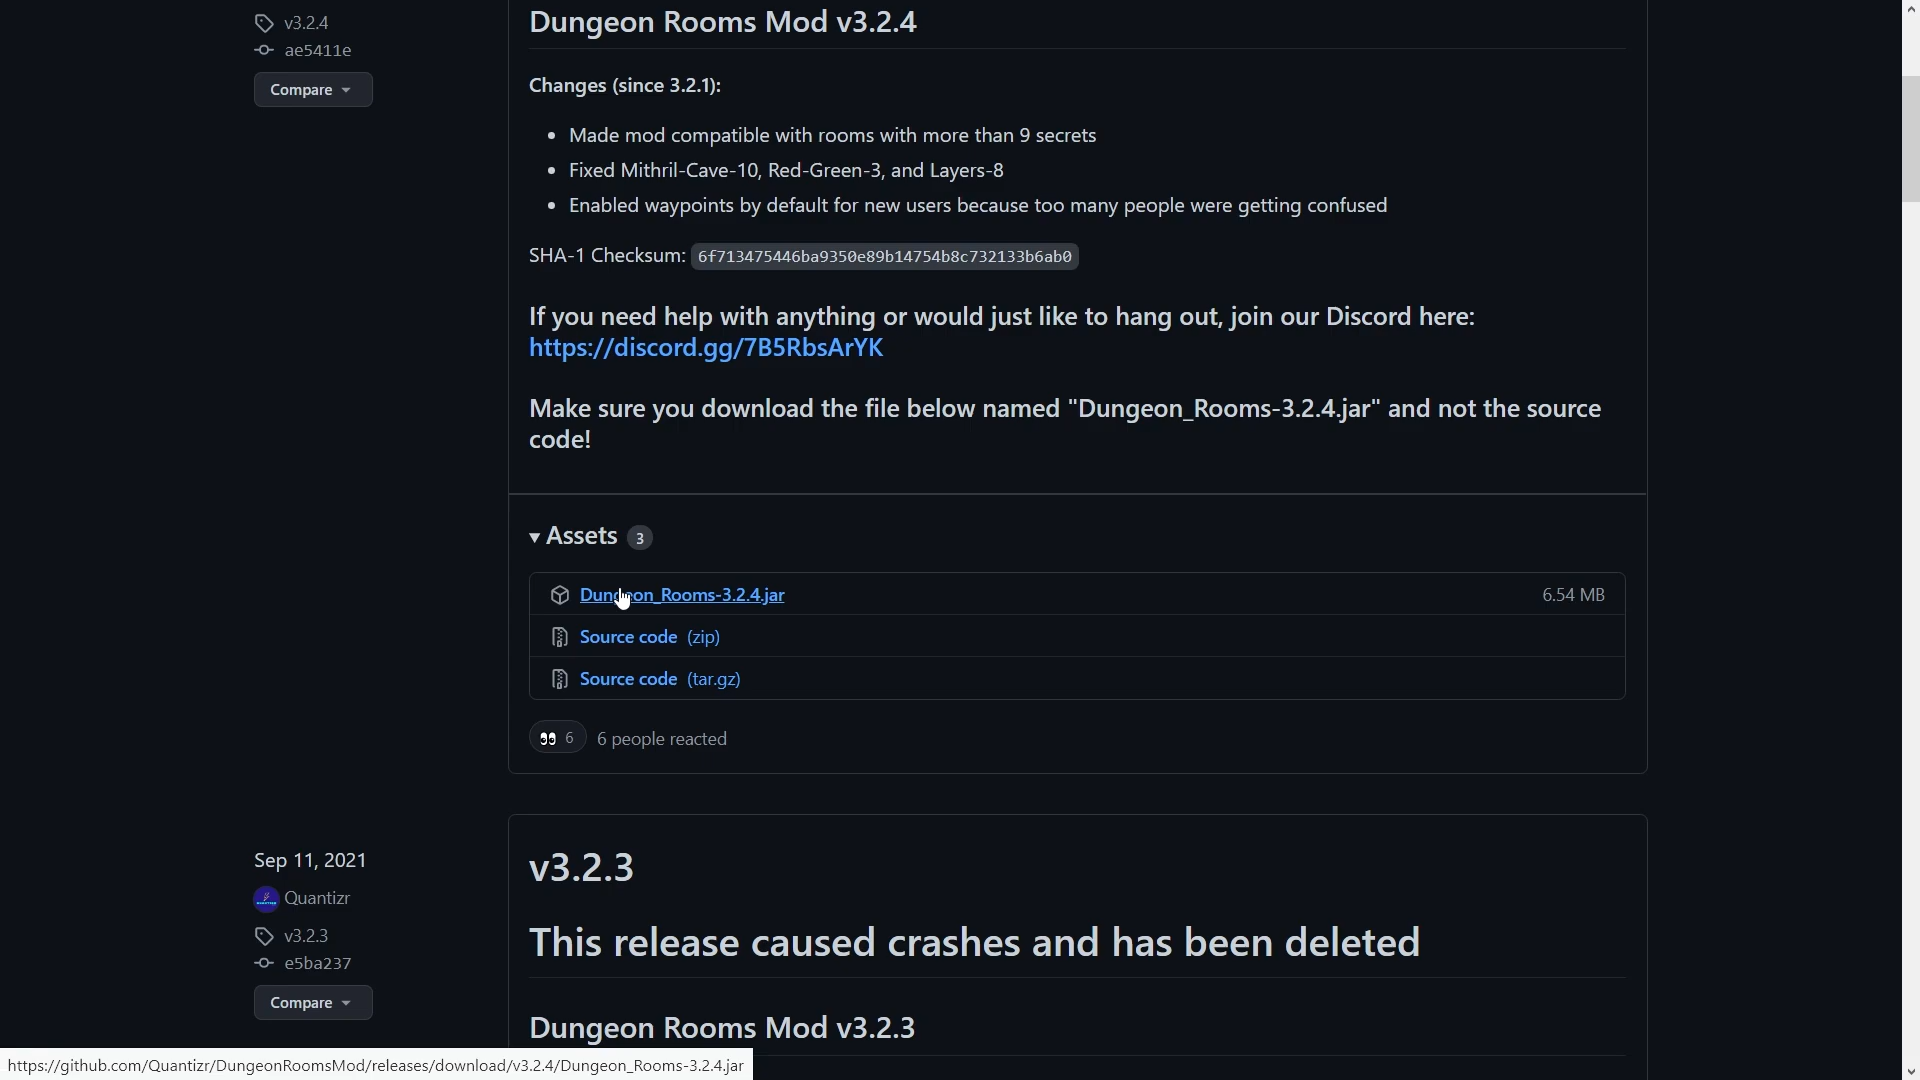 v3.2.4
ae5411e
Compare
Dungeon Rooms Mod v3.2.4
Changes (since 3.2.1):
Made mod compatible with rooms with more than 9 secrets
Fixed Mithril-Cave-10, Red-Green-3, and Layers-8
Enabled waypoints by default for new users because too many people were getting confused
SHA-1 Checksum: 6f713475446ba9350e89b14754b8c732133b6ab0
If you need help with anything or would just like to hang out, join our Discord here:
https://discord.gg/7B5RbsArYK
Make sure you download the file below named "Dungeon_Rooms-3.2.4.jar" and not the source
code!
Assets 3
Dungeon_Rooms-3.2.4.jar 6.54 MB
Source code (zip)
Source code (tar.gz)
6 6 people reacted
Sep 11, 2021
Quantizr
v3.2.3
e5ba237
Compare
v3.2.3
This release caused crashes and has been deleted
Dungeon Rooms Mod v3.2.3
https://github.com/Quantizr/DungeonRoomsMod/releases/download/v3.2.4/Dungeon_Rooms-3.2.4.jar